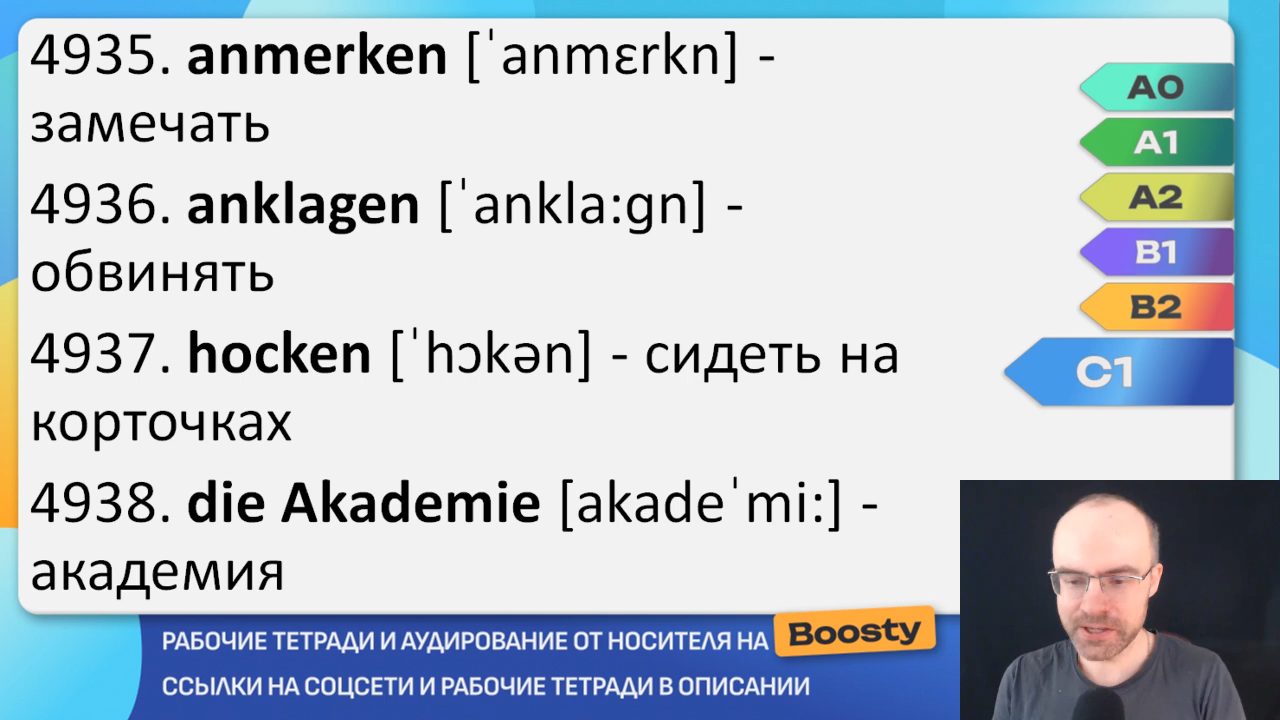 4935. anmerken [ˈanmɛrkn] -
замечать
4936. anklagen [ˈankla:gn] -
обвинять
4937. hocken [ˈhɔkən] - сидеть на
корточках
4938. die Akademie [akadeˈmi:] -
академия
A0
A1
A2
B1
B2
C1
РАБОЧИЕ ТЕТРАДИ И АУДИРОВАНИЕ ОТ НОСИТЕЛЯ НА Boosty
ССЫЛКИ НА СОЦСЕТИ И РАБОЧИЕ ТЕТРАДИ В ОПИСАНИИ